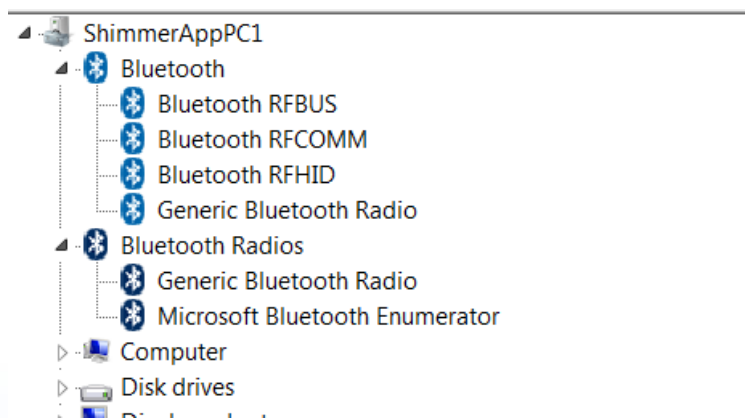 ShimmerAppPC1
Bluetooth
Bluetooth RFBUS
Bluetooth RFCOMM
Bluetooth RFHID
Generic Bluetooth Radio
Bluetooth Radios
Generic Bluetooth Radio
Microsoft Bluetooth Enumerator
Computer
Disk drives